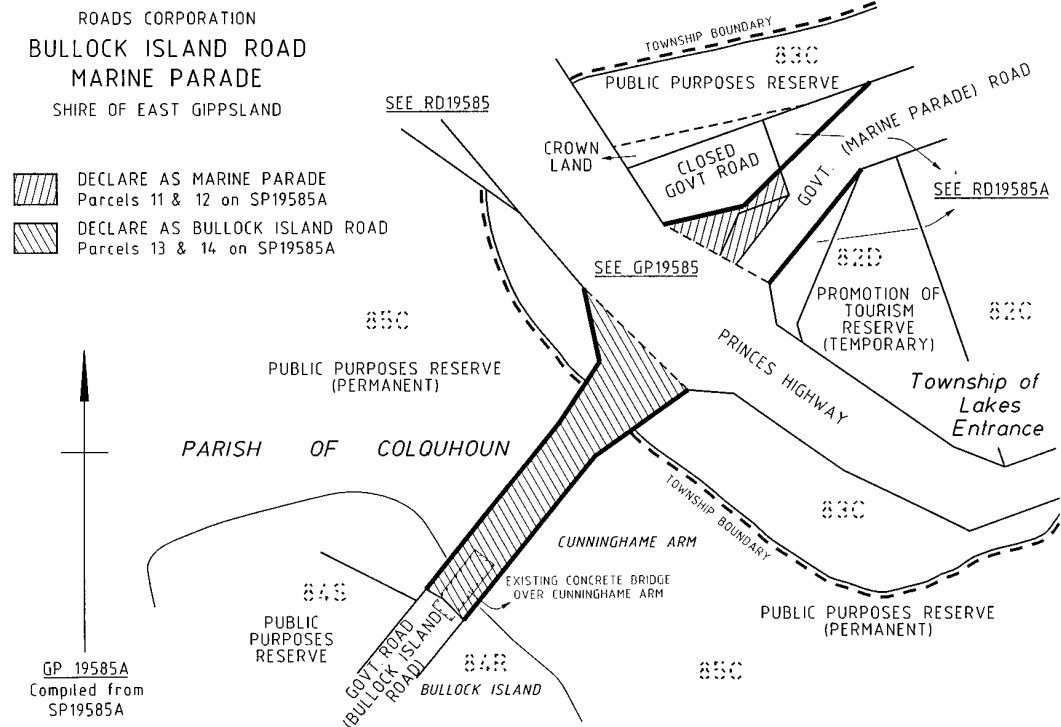 ROADS CORPORATION
BULLOCK ISLAND ROAD
MARINE PARADE
SHIRE OF EAST GIPPSLAND
DECLARE AS MARINE PARADE
Parcels 11 & 12 on SP19585A
DECLARE AS BULLOCK ISLAND ROAD
Parcels 13 & 14 on SP19585A
SEE RD19585
TOWNSHIP BOUNDARY
83C
PUBLIC PURPOSES RESERVE
CROWN
LAND
CLOSED
GOVT ROAD
GOVT. (MARINE PARADE) ROAD
SEE RD19585A
SEE GP19585
82D
PROMOTION OF
TOURISM
RESERVE
(TEMPORARY)
82C
85C
PUBLIC PURPOSES RESERVE
(PERMANENT)
PRINCES HIGHWAY
Township of
Lakes
Entrance
PARISH OF COLQUHOUN
TOWNSHIP BOUNDARY
83C
CUNNINGHAME ARM
EXISTING CONCRETE BRIDGE
OVER CUNNINGHAME ARM
PUBLIC PURPOSES RESERVE
(PERMANENT)
84S
PUBLIC
PURPOSES
RESERVE
GOVT. ROAD
(BULLOCK ISLAND
ROAD)
84R
BULLOCK ISLAND
85C
GP 19585A
Compiled from
SP19585A